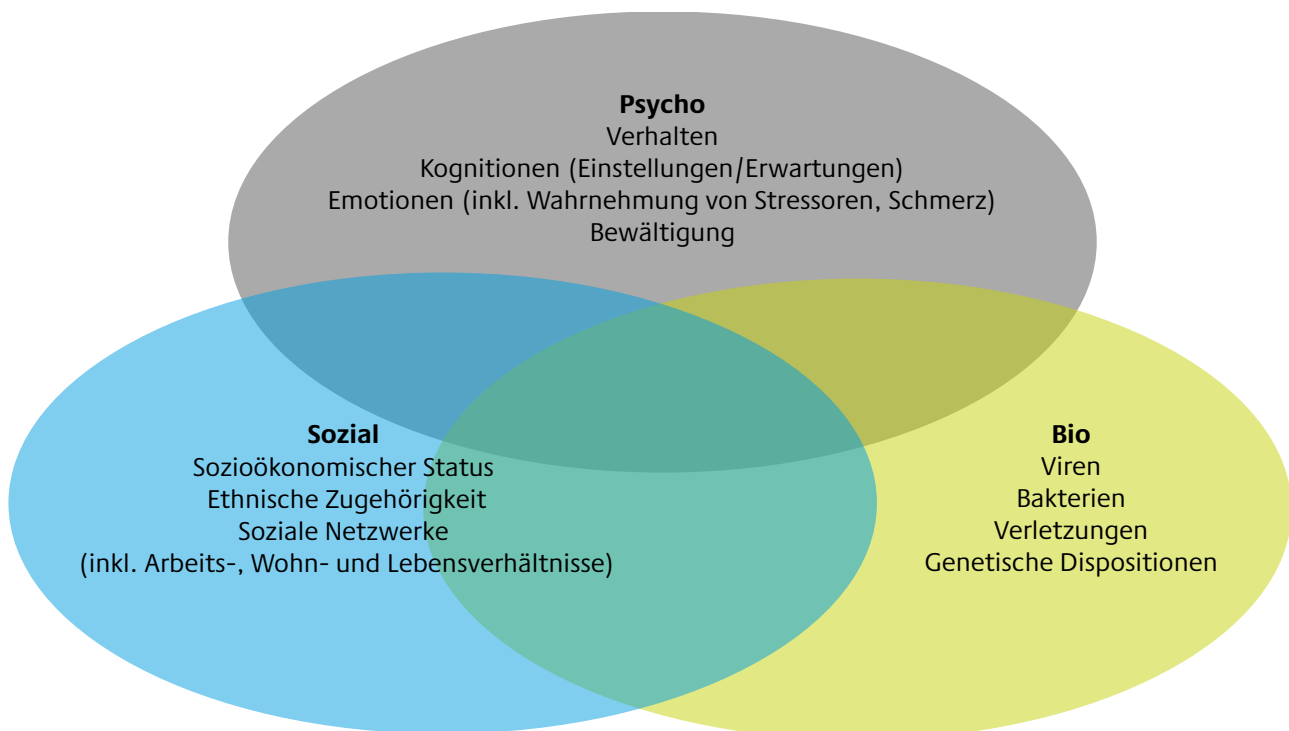 Psycho
Verhalten
Kognitionen (Einstellungen/Erwartungen)
Emotionen (inkl. Wahrnehmung von Stressoren, Schmerz)
Bewältigung
Sozial
Sozioökonomischer Status
Ethnische Zugehörigkeit
Soziale Netzwerke
(inkl. Arbeits-, Wohn- und Lebensverhältnisse)
Bio
Viren
Bakterien
Verletzungen
Genetische Dispositionen